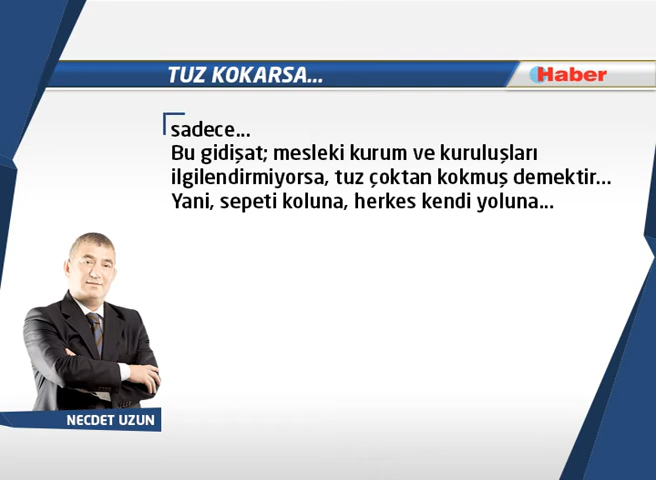 TUZ KOKARSA...
Haber
sadece...
Bu gidişat; mesleki kurum ve kuruluşları
ilgilendirmiyorsa, tuz çoktan kokmuş demektir...
Yani, sepeti koluna, herkes kendi yoluna...
NECDET UZUN